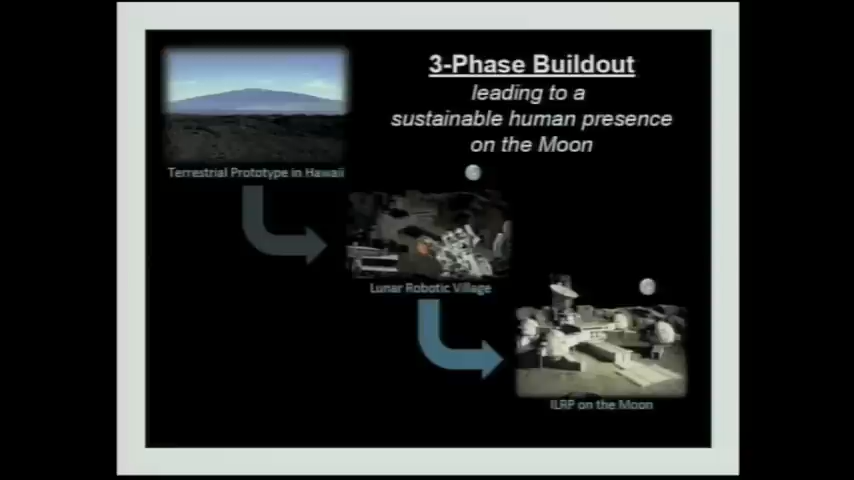 3-Phase Buildout
leading to a
sustainable human presence
on the Moon
Terrestrial Prototype in Hawaii
Lunar Robotic Village
ILRP on the Moon